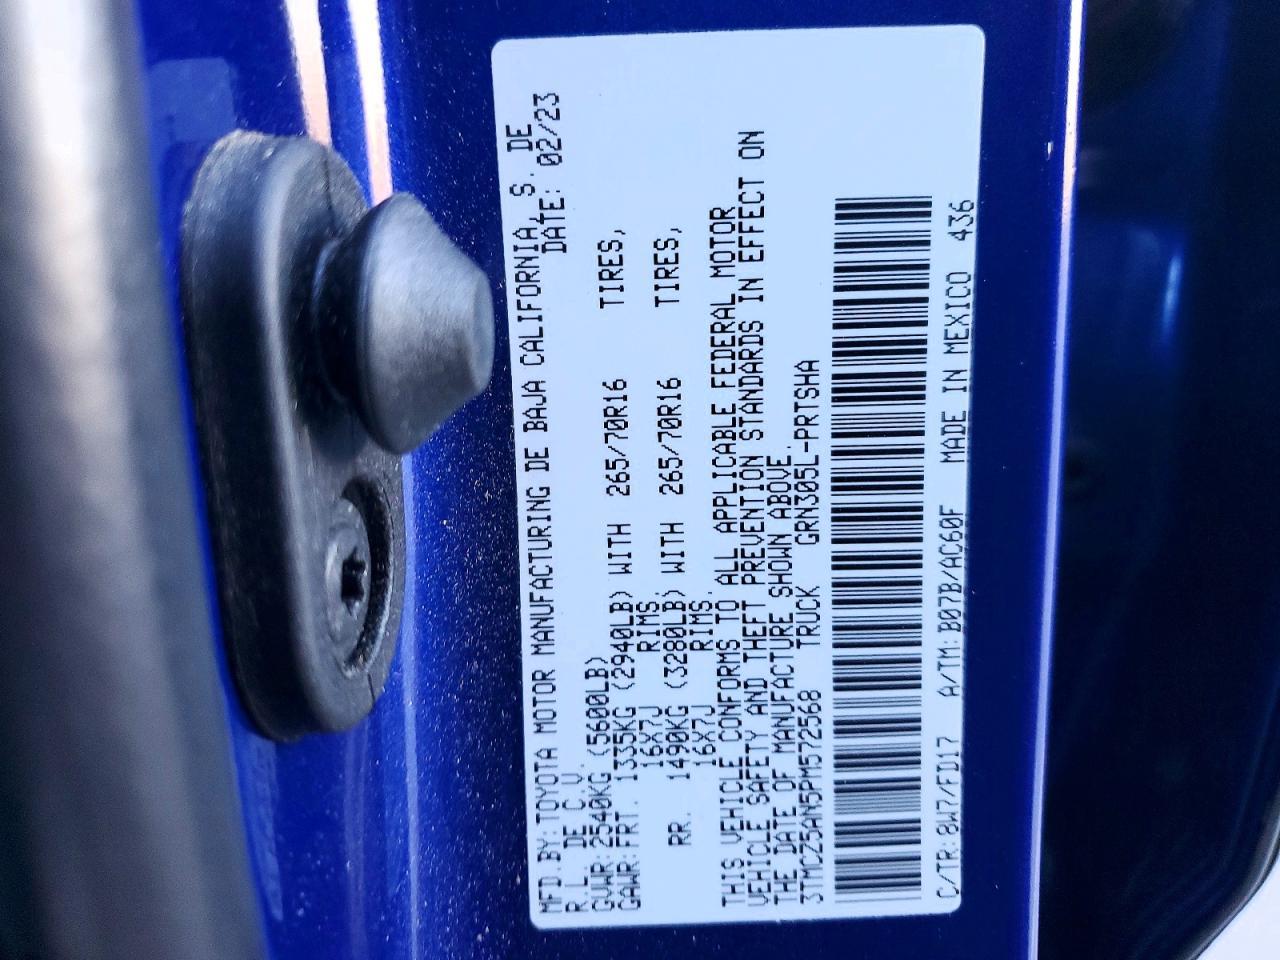 MFD.BY:TOYOTA MOTOR MANUFACTURING DE BAJA CALIFORNIA, S. DE
R.L. DE C.V. DATE: 02/23
GVWR:2540KG (5600LB)
GAWR:FRT. 1335KG (2940LB) WITH 265/70R16 TIRES,
16X7J RIMS.
RR. 1490KG (3280LB) WITH 265/70R16 TIRES,
16X7J RIMS.
THIS VEHICLE CONFORMS TO ALL APPLICABLE FEDERAL MOTOR
VEHICLE SAFETY AND THEFT PREVENTION STANDARDS IN EFFECT ON
THE DATE OF MANUFACTURE SHOWN ABOVE.
3TMCZ5AN5PM572568 TRUCK GRN305L-PRTSHA
C/TR:8W7/FD17 A/TM:B07B/AC60F MADE IN MEXICO 436